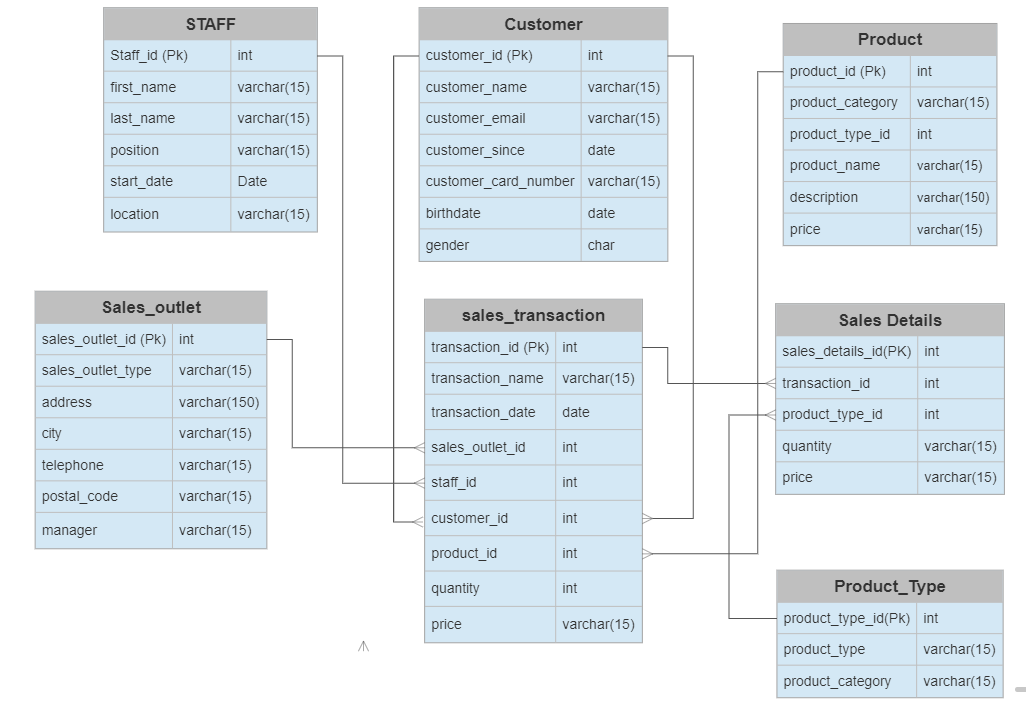 STAFF
Staff_id (Pk) int
first_name varchar(15)
last_name varchar(15)
position varchar(15)
start_date Date
location varchar(15)
Customer
customer_id (Pk) int
customer_name varchar(15)
customer_email varchar(15)
customer_since date
customer_card_number varchar(15)
birthdate date
gender char
Product
product_id (Pk) int
product_category varchar(15)
product_type_id int
product_name varchar(15)
description varchar(150)
price varchar(15)
Sales_outlet
sales_outlet_id (Pk) int
sales_outlet_type varchar(15)
address varchar(150)
city varchar(15)
telephone varchar(15)
postal_code varchar(15)
manager varchar(15)
sales_transaction
transaction_id (Pk) int
transaction_name varchar(15)
transaction_date date
sales_outlet_id int
staff_id int
customer_id int
product_id int
quantity int
price varchar(15)
Sales Details
sales_details_id(PK) int
transaction_id int
product_type_id int
quantity varchar(15)
price varchar(15)
Product_Type
product_type_id(Pk) int
product_type varchar(15)
product_category varchar(15)